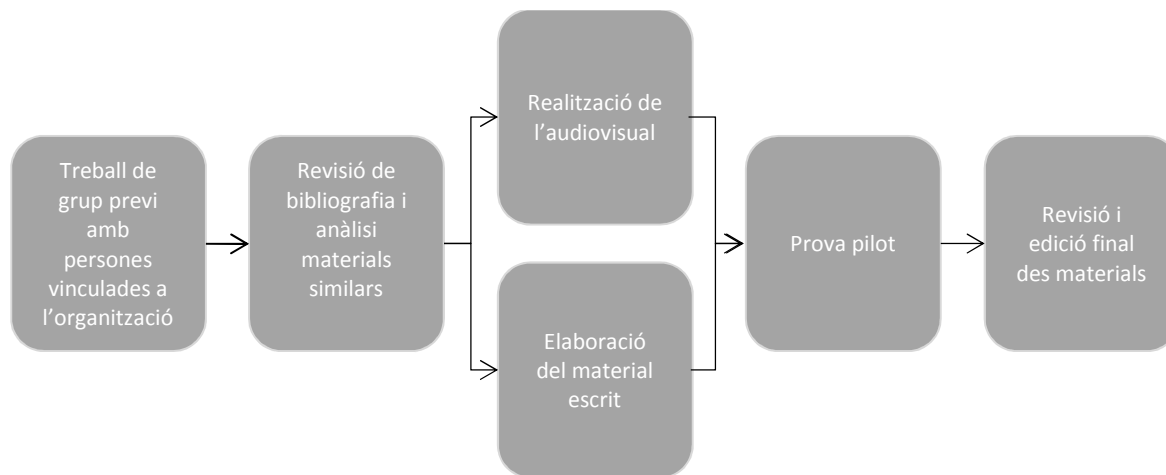 Treball de
grup previ
amb
persones
vinculades a
l'organització
Revisió de
bibliografia i
anàlisi
materials
similars
Realització de
l'audiovisual
Elaboració
del material
escrit
Prova pilot
Revisió i
edició final
des materials